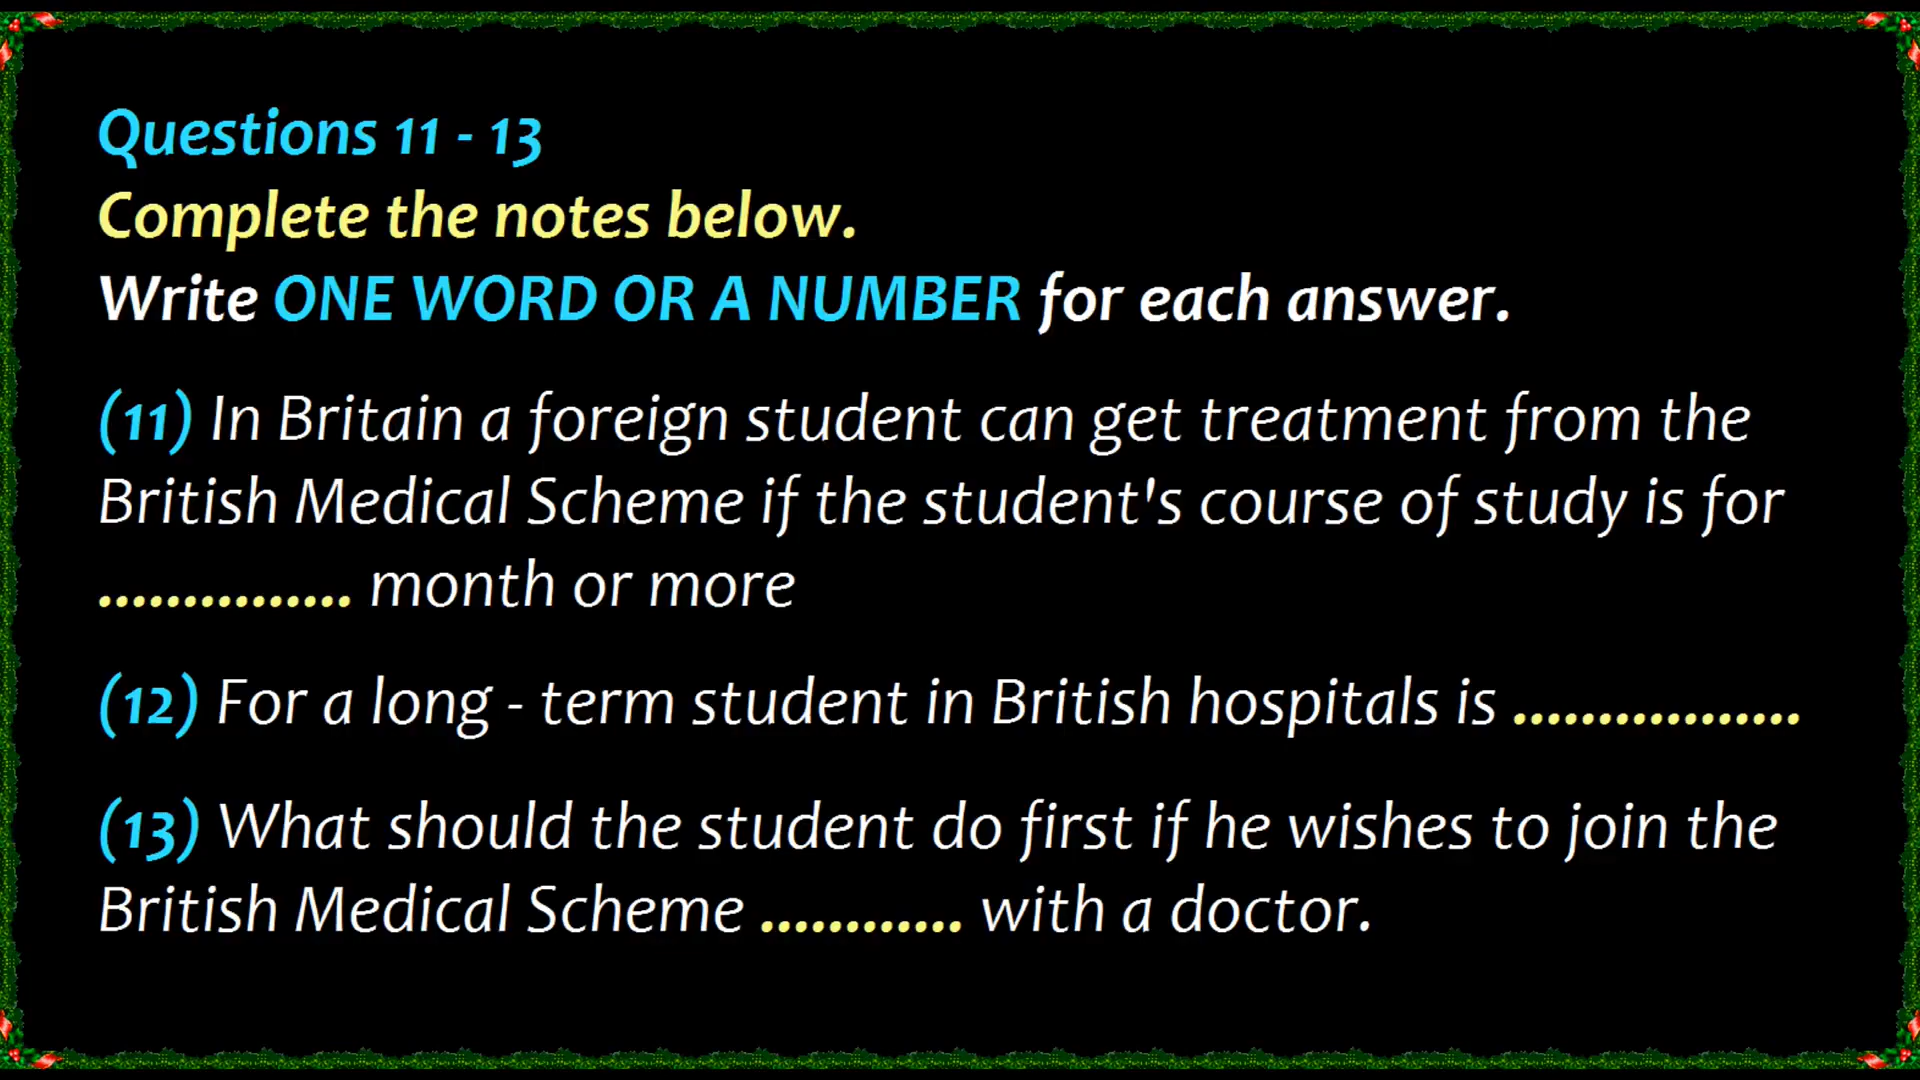 Questions 11 - 13
Complete the notes below.
Write ONE WORD OR A NUMBER for each answer.
(11) In Britain a foreign student can get treatment from the
British Medical Scheme if the student's course of study is for
............... month or more
(12) For a long - term student in British hospitals is .................
(13) What should the student do first if he wishes to join the
British Medical Scheme ............ with a doctor.